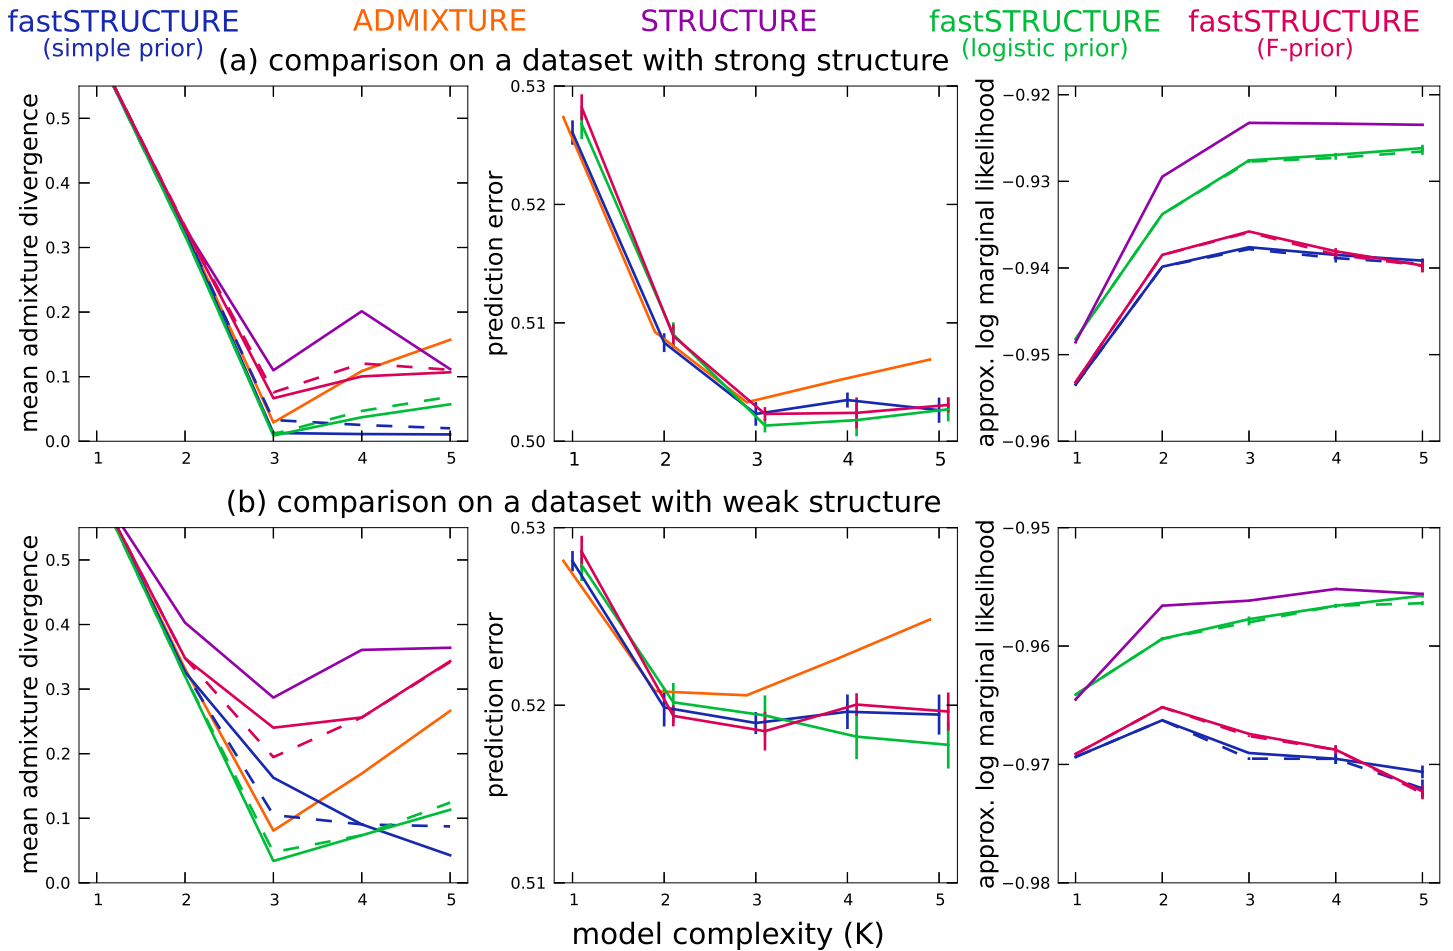 fastSTRUCTURE ADMIXTURE STRUCTURE fastSTRUCTURE fastSTRUCTURE
(simple prior) (logistic prior) (F-prior)
(a) comparison on a dataset with strong structure
mean admixture divergence
0.5
0.4
0.3
0.2
0.1
0.0
1 2 3 4 5
prediction error
0.53
0.52
0.51
0.50
1 2 3 4 5
approx. log marginal likelihood
−0.92
−0.93
−0.94
−0.95
−0.96
1 2 3 4 5
(b) comparison on a dataset with weak structure
mean admixture divergence
0.5
0.4
0.3
0.2
0.1
0.0
1 2 3 4 5
prediction error
0.53
0.52
0.51
1 2 3 4 5
approx. log marginal likelihood
−0.95
−0.96
−0.97
−0.98
1 2 3 4 5
model complexity (K)